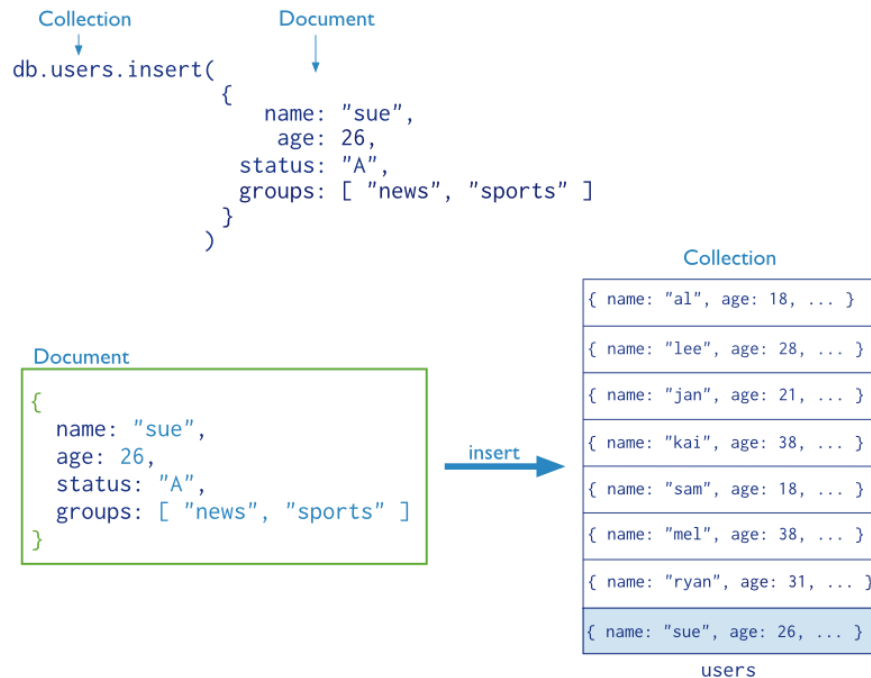 Collection
Document
db.users.insert(
{
name: "sue",
age: 26,
status: "A",
groups: [ "news", "sports" ]
}
)
Document
{
name: "sue",
age: 26,
status: "A",
groups: [ "news", "sports" ]
}
insert
Collection
{ name: "al", age: 18, ... }
{ name: "lee", age: 28, ... }
{ name: "jan", age: 21, ... }
{ name: "kai", age: 38, ... }
{ name: "sam", age: 18, ... }
{ name: "mel", age: 38, ... }
{ name: "ryan", age: 31, ... }
{ name: "sue", age: 26, ... }
users